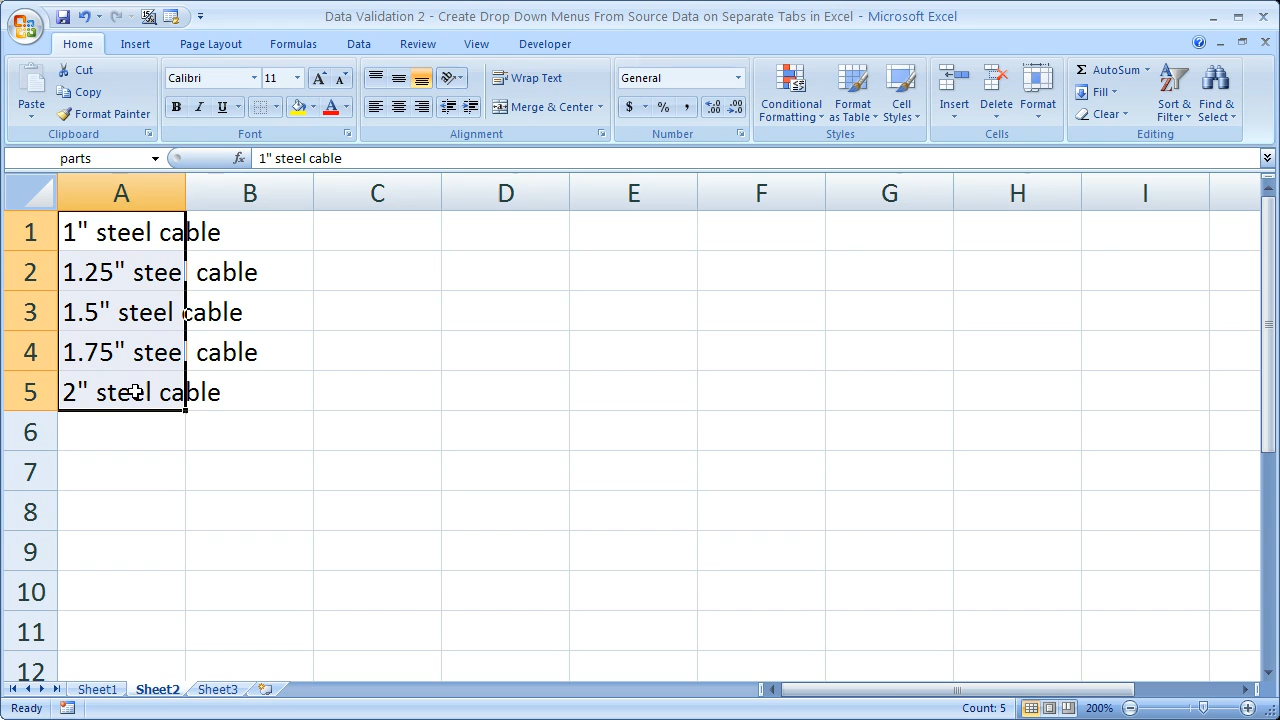 Data Validation 2 - Create Drop Down Menus From Source Data on Separate Tabs in Excel - Microsoft Excel
Home Insert Page Layout Formulas Data Review View Developer
Paste Cut Copy Format Painter Clipboard
Calibri 11 B I U A Font
Wrap Text Merge & Center Alignment
General $ % , Number
Conditional Formatting Format as Table Cell Styles Styles
Insert Delete Format Cells
Σ AutoSum Fill Clear Sort & Filter Find & Select Editing
parts fx 1" steel cable
A B C D E F G H I
1 1" steel cable
2 1.25" steel cable
3 1.5" steel cable
4 1.75" steel cable
5 2" steel cable
6
7
8
9
10
11
12
Sheet1 Sheet2 Sheet3
Ready Count: 5 200%